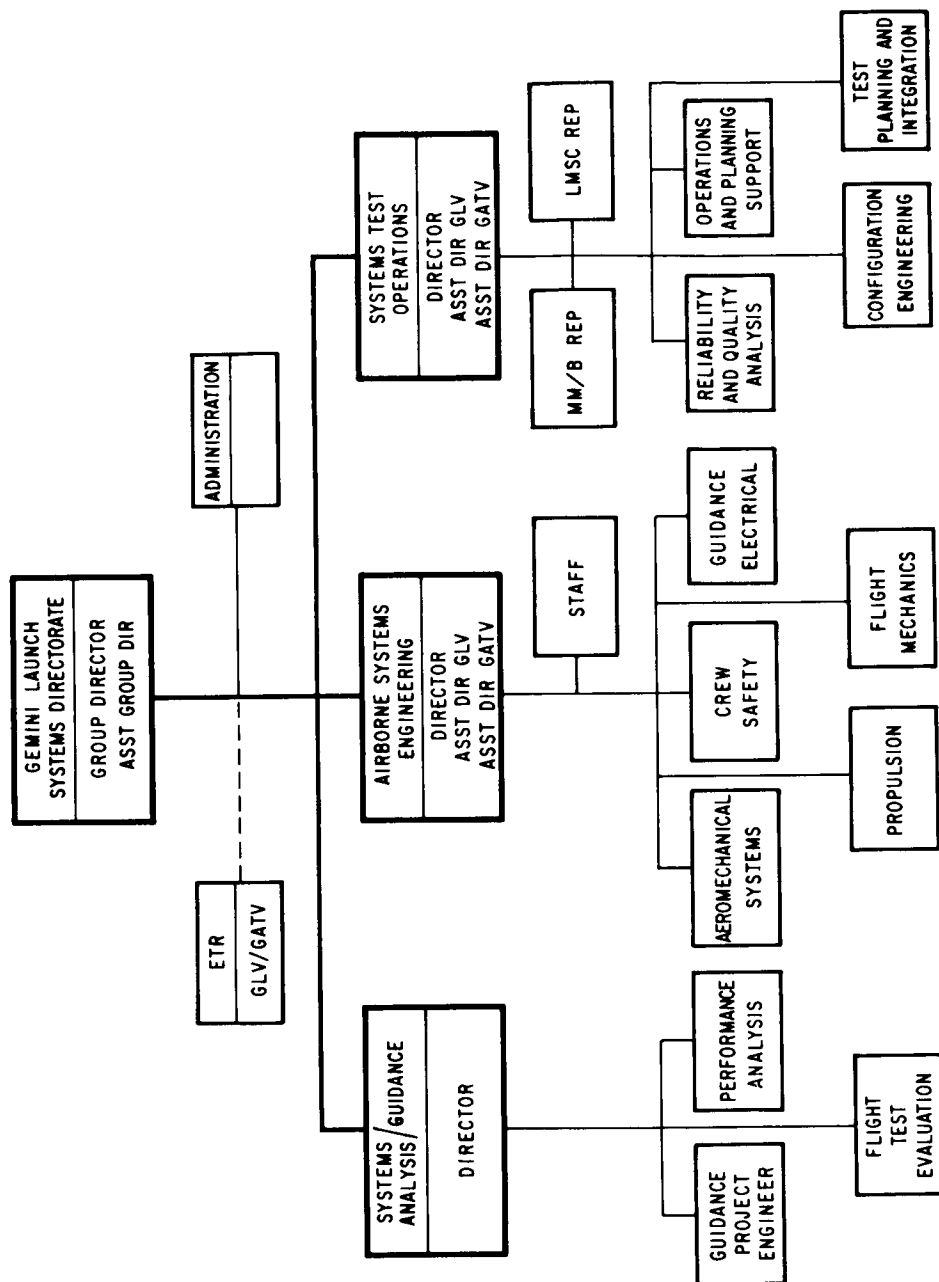 GEMINI LAUNCH
SYSTEMS DIRECTORATE
GROUP DIRECTOR
ASST GROUP DIR
ETR
GLV/GATV
ADMINISTRATION
SYSTEMS
ANALYSIS/GUIDANCE
DIRECTOR
AIRBORNE SYSTEMS
ENGINEERING
DIRECTOR
ASST DIR GLV
ASST DIR GATV
SYSTEMS TEST
OPERATIONS
DIRECTOR
ASST DIR GLV
ASST DIR GATV
STAFF
MM/B REP
LMSC REP
GUIDANCE
PROJECT
ENGINEER
PERFORMANCE
ANALYSIS
AEROMECHANICAL
SYSTEMS
CREW
SAFETY
GUIDANCE
ELECTRICAL
RELIABILITY
AND QUALITY
ANALYSIS
OPERATIONS
AND PLANNING
SUPPORT
FLIGHT
TEST
EVALUATION
PROPULSION
FLIGHT
MECHANICS
CONFIGURATION
ENGINEERING
TEST
PLANNING AND
INTEGRATION